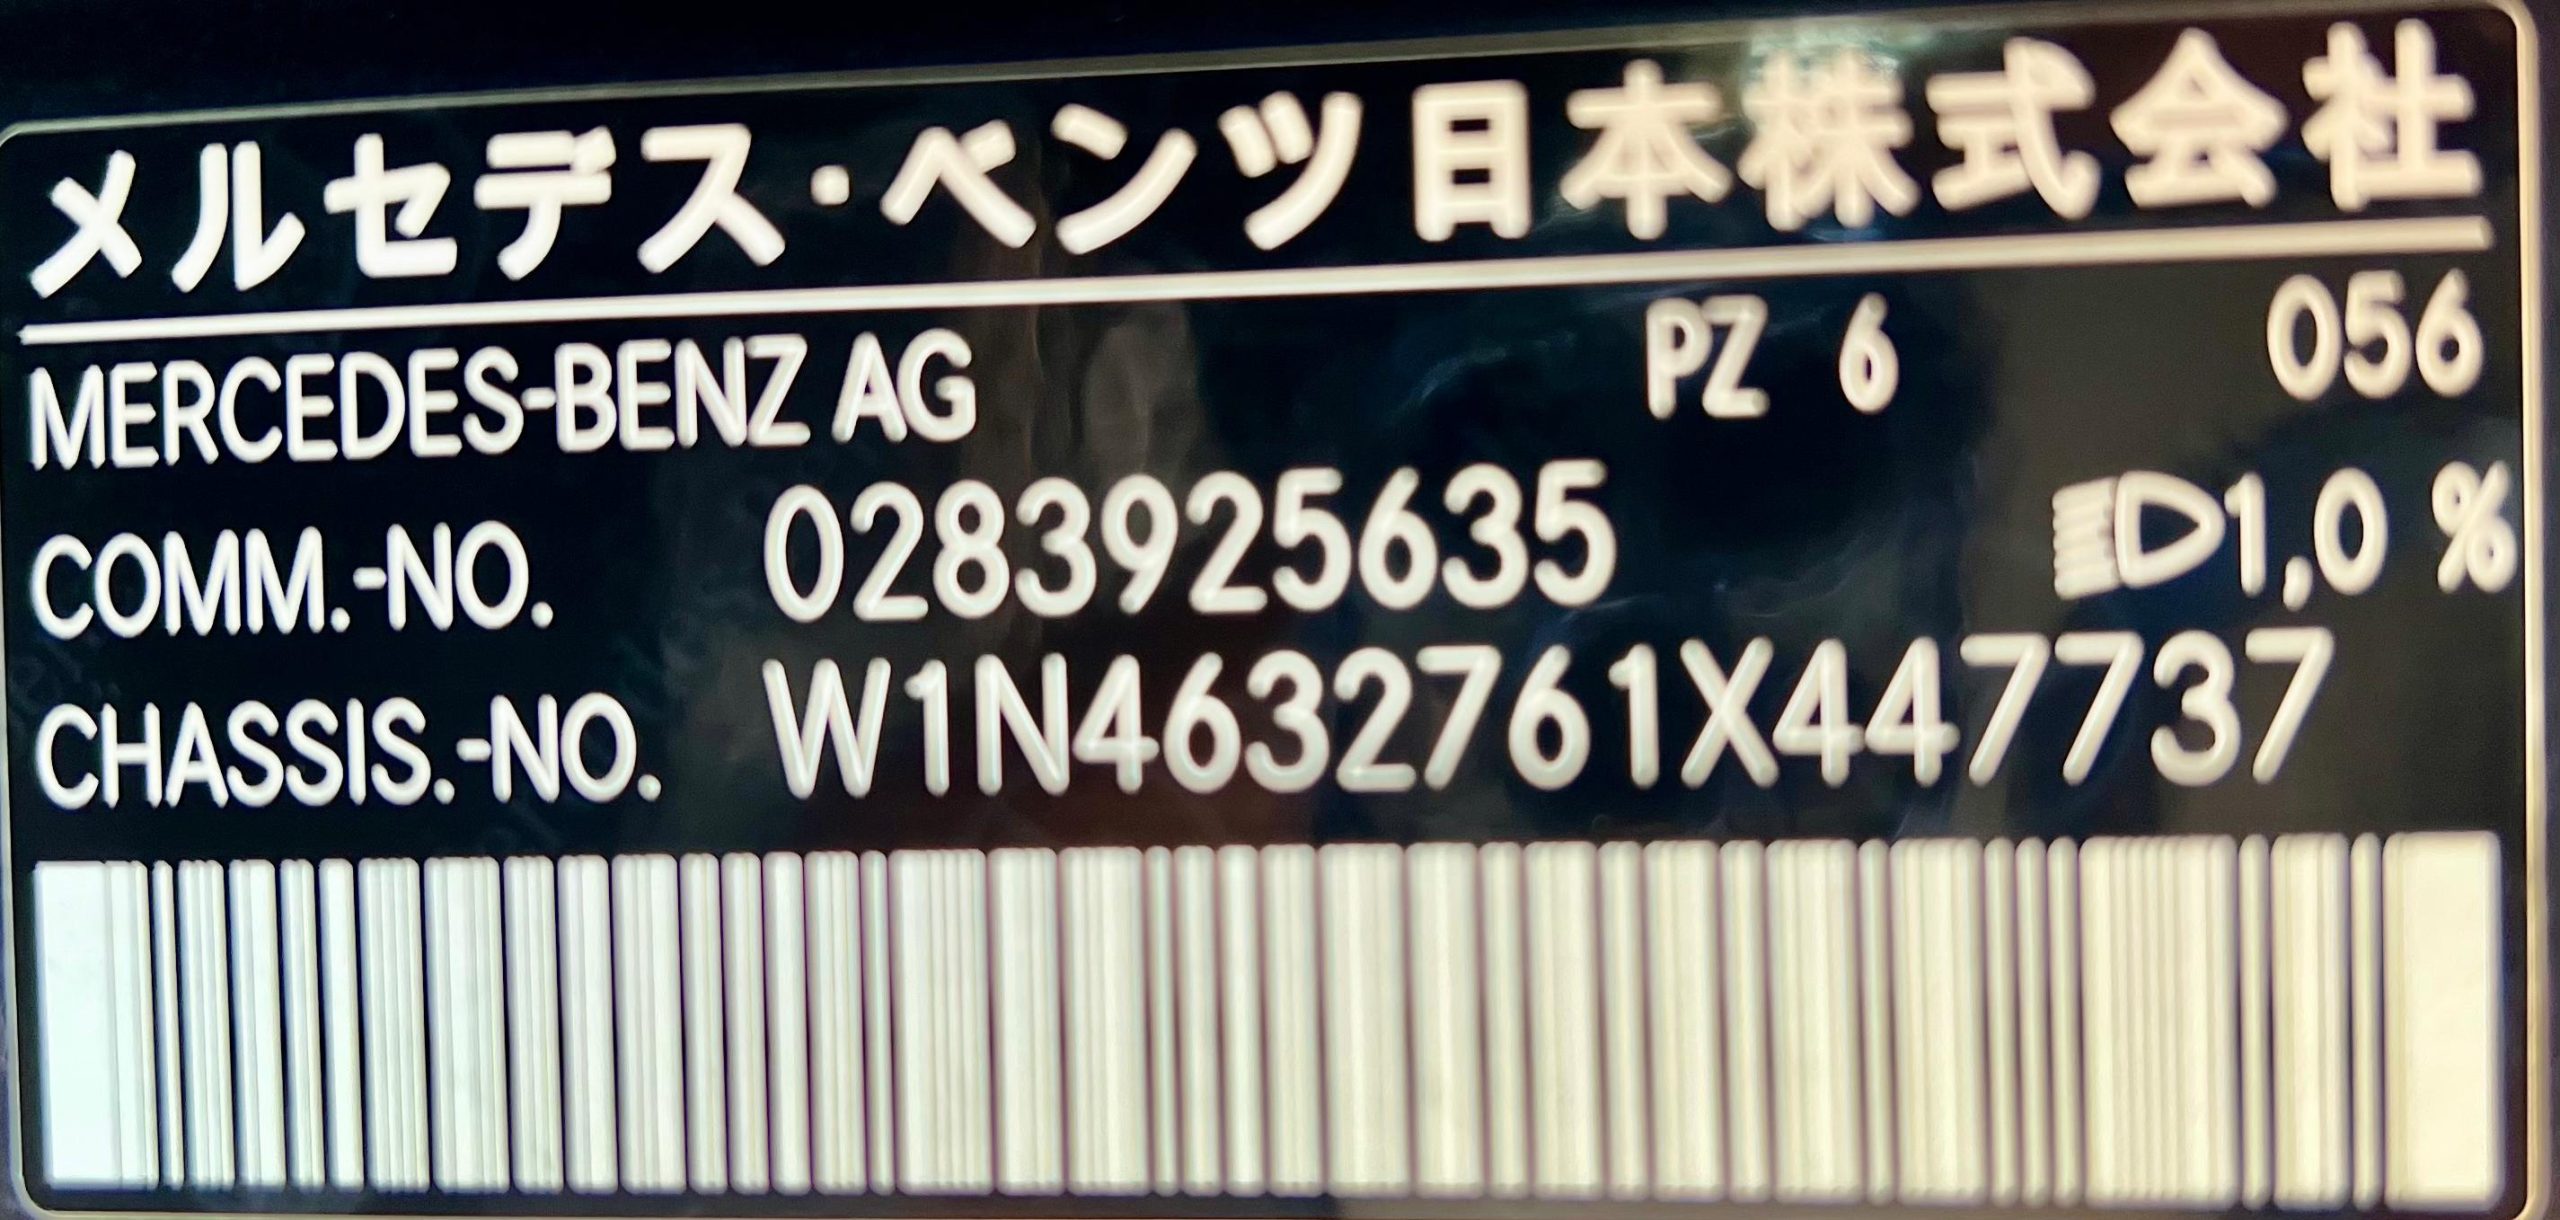 メルセデス・ベンツ日本株式会社
MERCEDES-BENZ AG PZ 6 056
COMM.-NO. 0283925635 1,0 %
CHASSIS.-NO. W1N4632761X447737